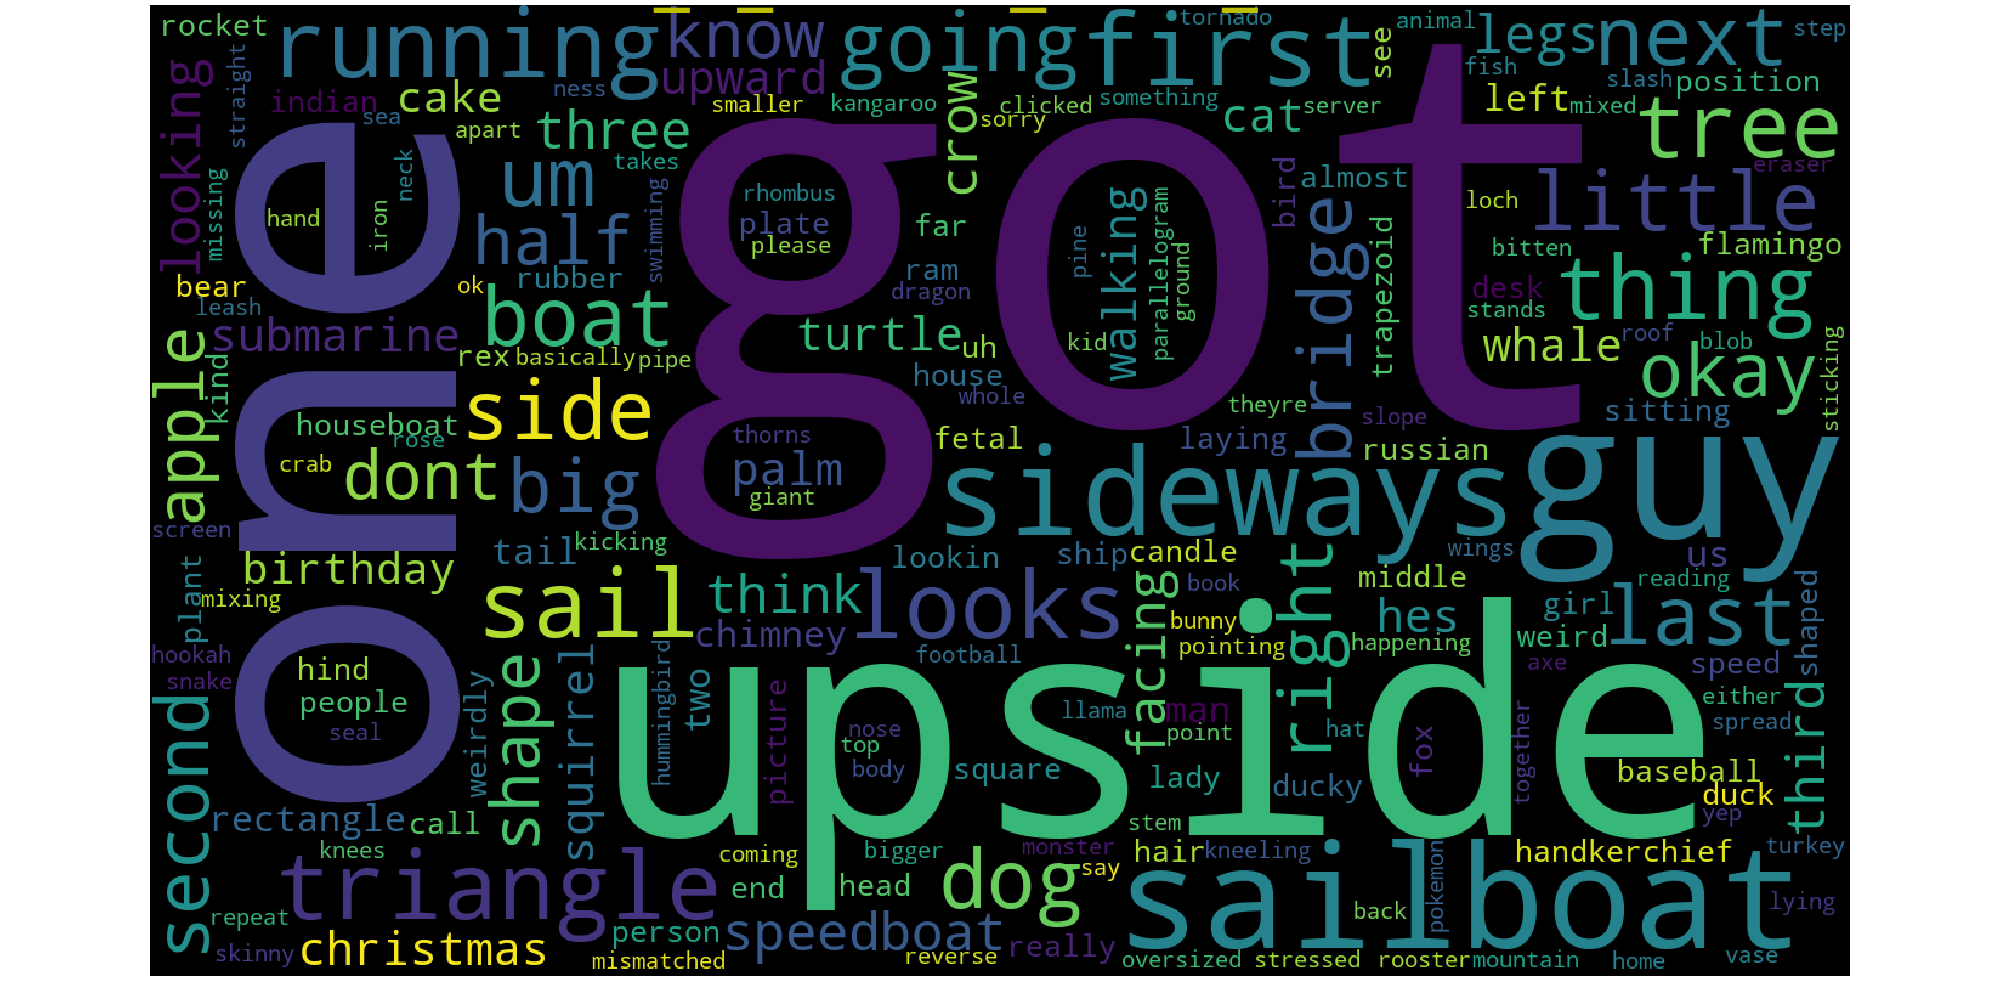 rocket
running
know
going
first
tornado
animal
legs
next
step
looking
straight
indian
sea
cake
ness
upward
smaller
kangaroo
crow
clicked
sorry
something
cat
server
see
fish
left
slash
mixed
position
tree
apart
three
takes
missing
hand
neck
iron
one
um
half
swimming
got
rhombus
plate
please
far
pine
walking
parallelogram
ground
bird
almost
bridge
trapezoid
loch
little
eraser
bitten
flamingo
bear
leash
submarine
ok
rubber
boat
ram
dragon
turtle
uh
kid
desk
stands
thing
whale
roof
blob
okay
sticking
apple
kind
rex
basically
pipe
house
whole
theyre
slope
sitting
houseboat
rose
side
thorns
fetal
laying
russian
crab
dont
big
palm
giant
sideways
guy
screen
birthday
tail
kicking
lookin
ship
candle
wings
us
plant
mixing
sail
think
looks
facing
book
bunny
pointing
right
middle
hes
happening
reading
girl
weird
last
shaped
hookah
snake
hind
people
seal
chimney
football
axe
speed
either
spread
second
weirdly
shape
squirrel
hummingbird
two
picture
upside
nose
top
body
llama
man
point
hat
fox
together
third
square
lady
ducky
baseball
duck
yep
rectangle
call
stem
knees
triangle
coming
bigger
monster
say
hair
kneeling
handkerchief
turkey
end
head
dog
sailboat
pokemon
back
lying
repeat
skinny
christmas
person
mismatched
speedboat
reverse
really
oversized
stressed
rooster
mountain
home
vase